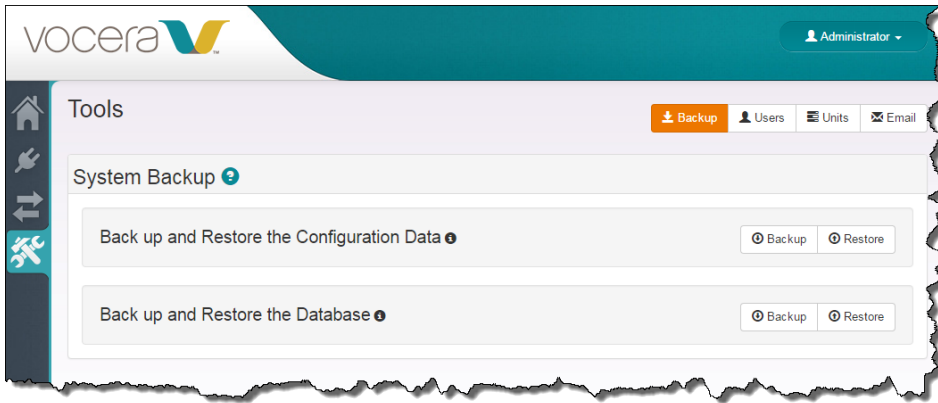 vocera
Administrator
Tools
Backup Users Units Email
System Backup ?
Back up and Restore the Configuration Data Backup Restore
Back up and Restore the Database Backup Restore